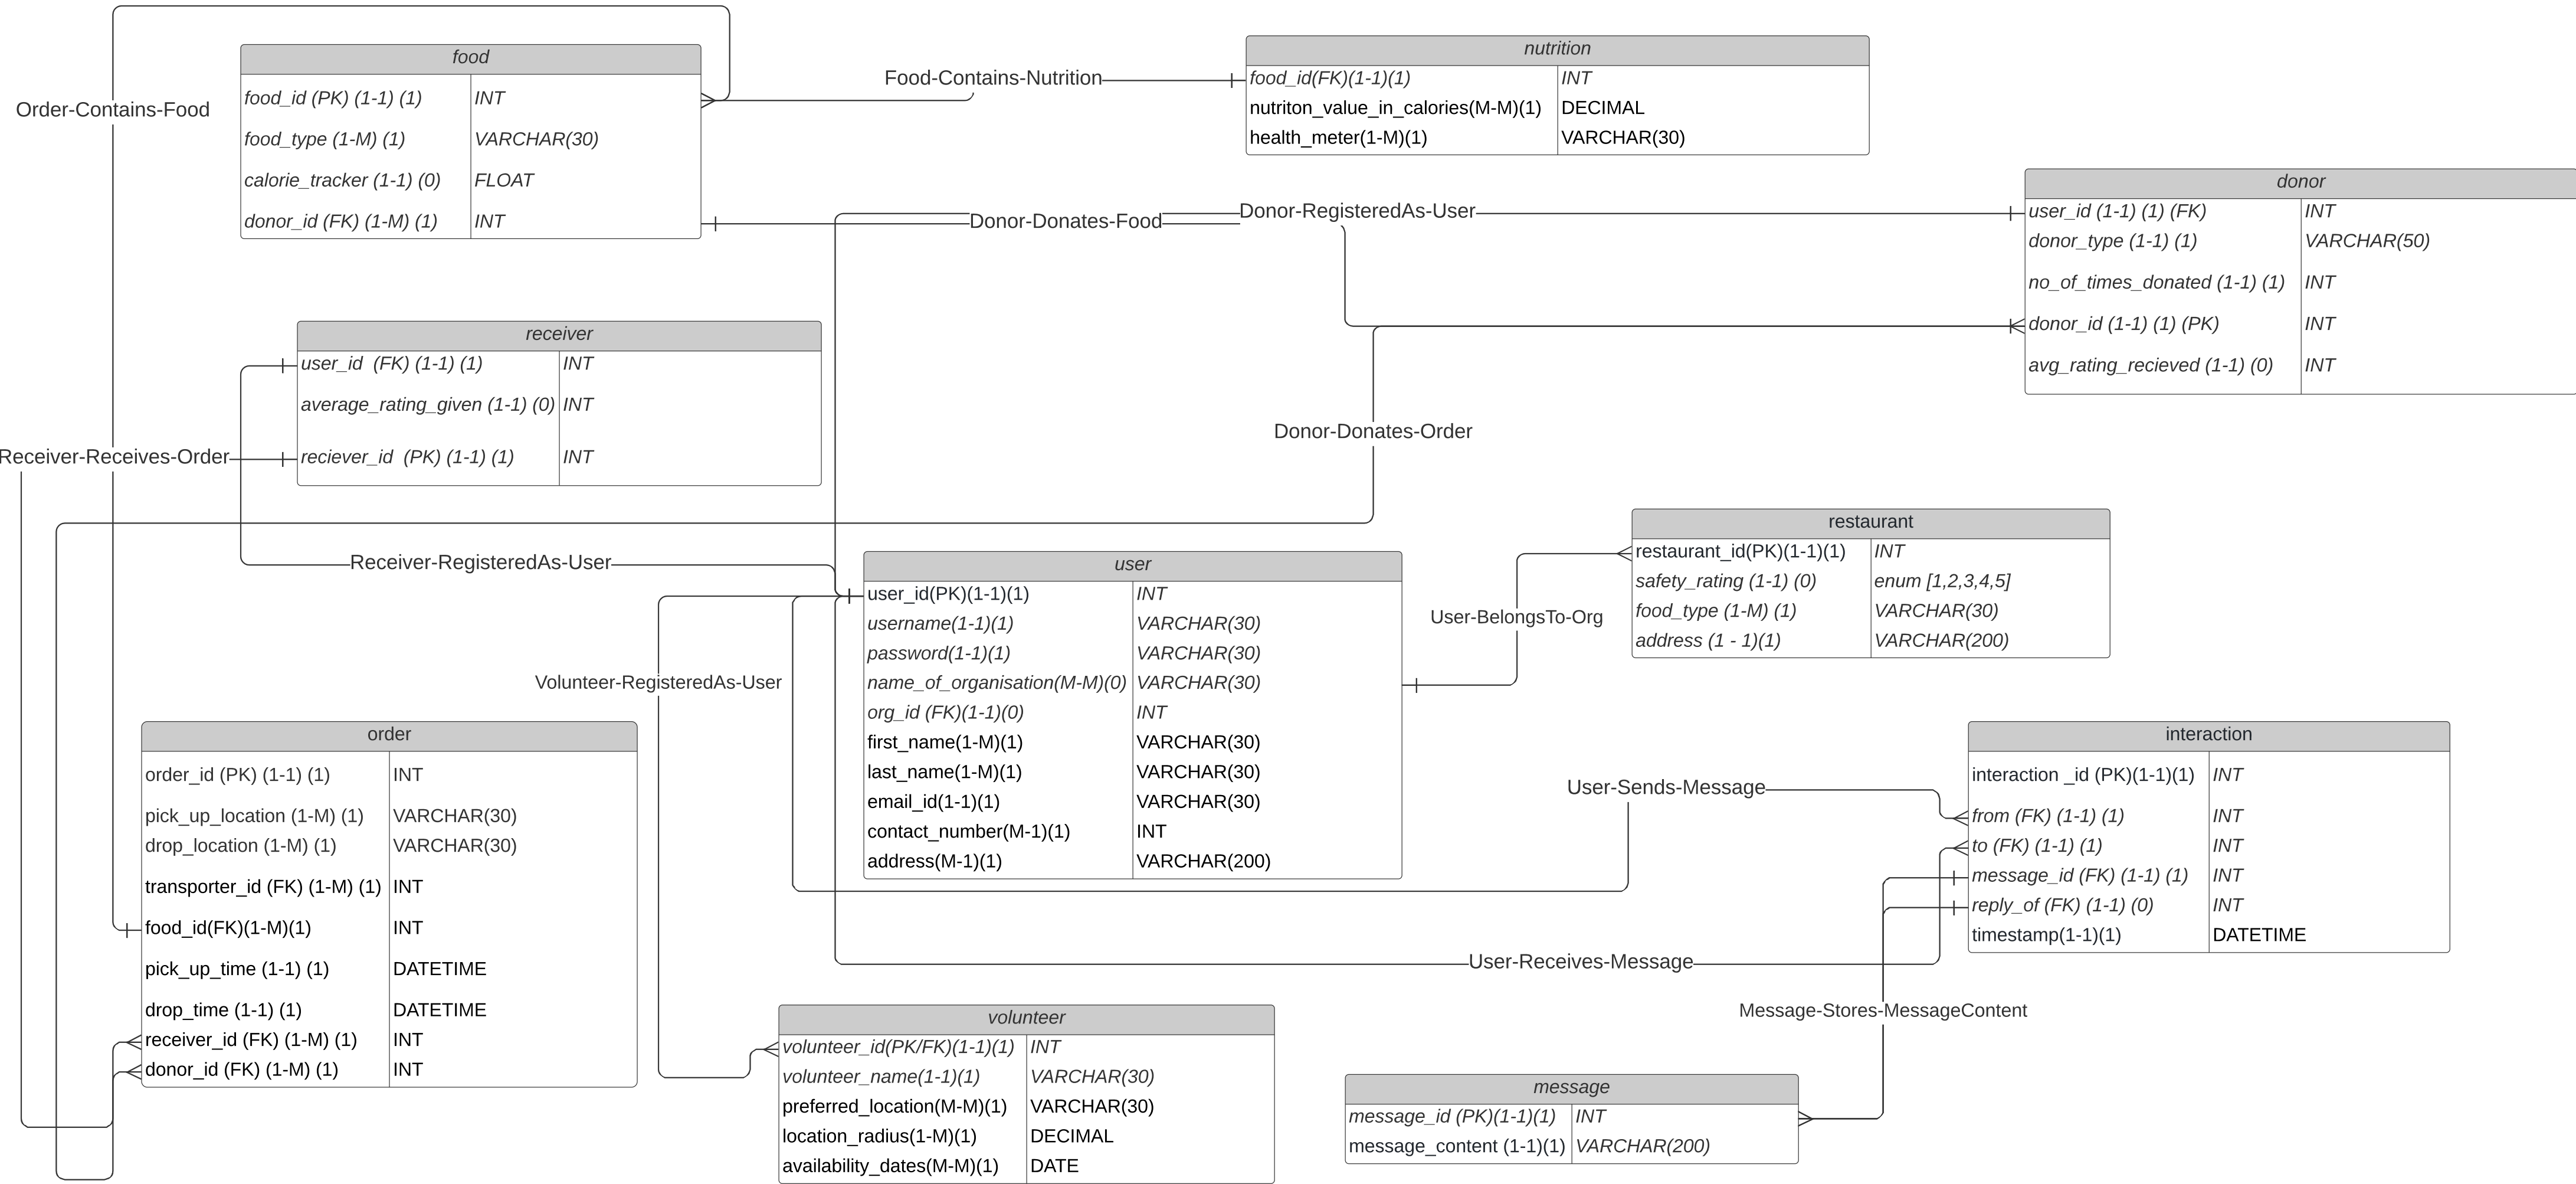 food
food_id (PK) (1-1) (1) INT
food_type (1-M) (1) VARCHAR(30)
calorie_tracker (1-1) (0) FLOAT
donor_id (FK) (1-M) (1) INT
Order-Contains-Food
Food-Contains-Nutrition
nutrition
food_id(FK)(1-1)(1) INT
nutriton_value_in_calories(M-M)(1) DECIMAL
health_meter(1-M)(1) VARCHAR(30)
Donor-Donates-Food
Donor-RegisteredAs-User
donor
user_id (1-1) (1) (FK) INT
donor_type (1-1) (1) VARCHAR(50)
no_of_times_donated (1-1) (1) INT
donor_id (1-1) (1) (PK) INT
avg_rating_recieved (1-1) (0) INT
receiver
user_id (FK) (1-1) (1) INT
average_rating_given (1-1) (0) INT
reciever_id (PK) (1-1) (1) INT
Receiver-Receives-Order
Donor-Donates-Order
Receiver-RegisteredAs-User
user
user_id(PK)(1-1)(1) INT
username(1-1)(1) VARCHAR(30)
password(1-1)(1) VARCHAR(30)
name_of_organisation(M-M)(0) VARCHAR(30)
org_id (FK)(1-1)(0) INT
first_name(1-M)(1) VARCHAR(30)
last_name(1-M)(1) VARCHAR(30)
email_id(1-1)(1) VARCHAR(30)
contact_number(M-1)(1) INT
address(M-1)(1) VARCHAR(200)
User-BelongsTo-Org
restaurant
restaurant_id(PK)(1-1)(1) INT
safety_rating (1-1) (0) enum [1,2,3,4,5]
food_type (1-M) (1) VARCHAR(30)
address (1 - 1)(1) VARCHAR(200)
Volunteer-RegisteredAs-User
order
order_id (PK) (1-1) (1) INT
pick_up_location (1-M) (1) VARCHAR(30)
drop_location (1-M) (1) VARCHAR(30)
transporter_id (FK) (1-M) (1) INT
food_id(FK)(1-M)(1) INT
pick_up_time (1-1) (1) DATETIME
drop_time (1-1) (1) DATETIME
receiver_id (FK) (1-M) (1) INT
donor_id (FK) (1-M) (1) INT
User-Sends-Message
interaction
interaction _id (PK)(1-1)(1) INT
from (FK) (1-1) (1) INT
to (FK) (1-1) (1) INT
message_id (FK) (1-1) (1) INT
reply_of (FK) (1-1) (0) INT
timestamp(1-1)(1) DATETIME
User-Receives-Message
Message-Stores-MessageContent
volunteer
volunteer_id(PK/FK)(1-1)(1) INT
volunteer_name(1-1)(1) VARCHAR(30)
preferred_location(M-M)(1) VARCHAR(30)
location_radius(1-M)(1) DECIMAL
availability_dates(M-M)(1) DATE
message
message_id (PK)(1-1)(1) INT
message_content (1-1)(1) VARCHAR(200)